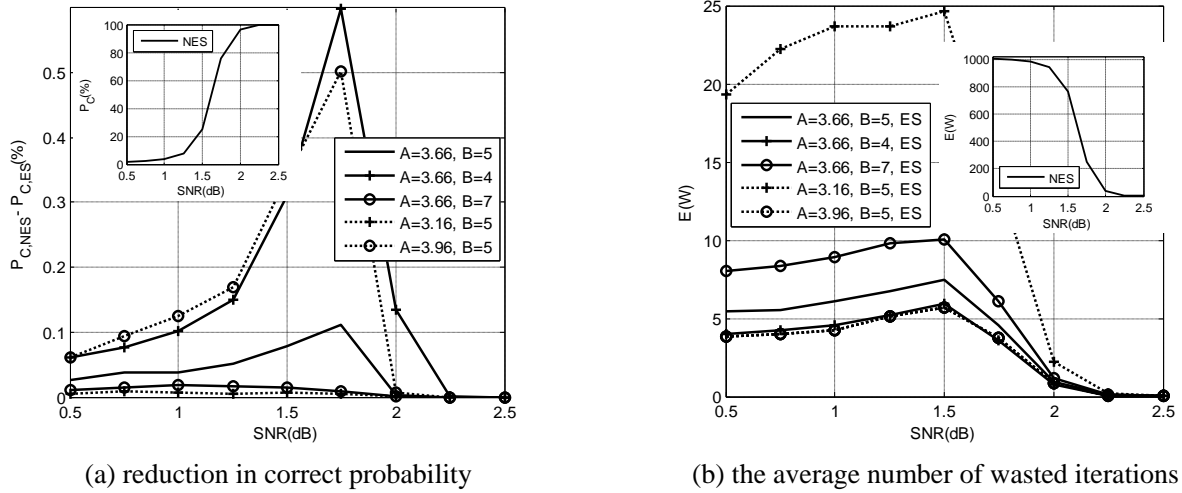 0.5
0.4
0.3
0.2
0.1
0
0.5
1
1.5
2
2.5
SNR(dB)
P_C,NES - P_C,ES(%)
100
80
60
40
20
0
0.5
1.0
1.5
2.0
2.5
SNR(dB)
P_C(%)
NES
A=3.66, B=5
A=3.66, B=4
A=3.66, B=7
A=3.16, B=5
A=3.96, B=5
(a) reduction in correct probability
25
20
15
10
5
0
0.5
1
1.5
2
2.5
SNR(dB)
E(W)
A=3.66, B=5, ES
A=3.66, B=4, ES
A=3.66, B=7, ES
A=3.16, B=5, ES
A=3.96, B=5, ES
1000
800
600
400
200
0
0.5
1.0
1.5
2.0
2.5
SNR(dB)
E(W)
NES
(b) the average number of wasted iterations